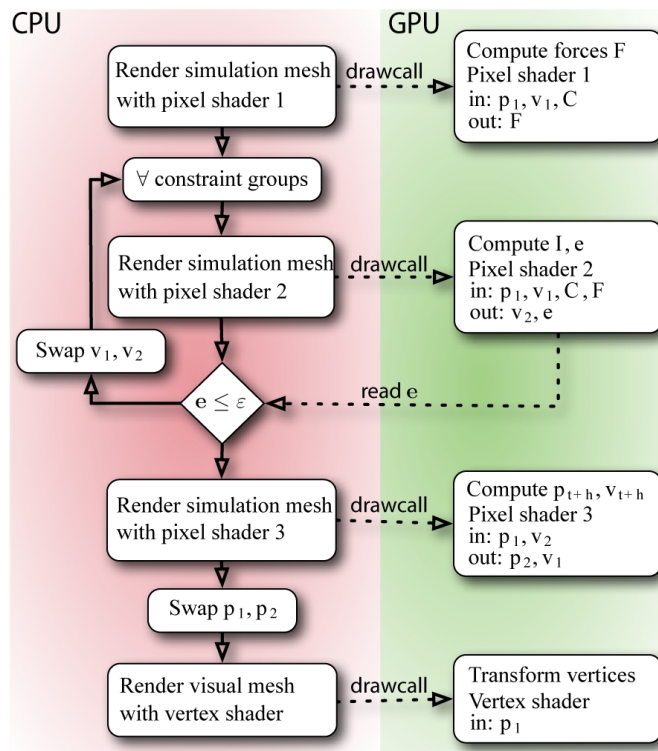 CPU
GPU
Render simulation mesh
with pixel shader 1
drawcall
Compute forces F
Pixel shader 1
in: p₁, v₁, C
out: F
∀ constraint groups
Render simulation mesh
with pixel shader 2
drawcall
Compute I, e
Pixel shader 2
in: p₁, v₁, C, F
out: v₂, e
Swap v₁, v₂
e ≤ ε
read e
Render simulation mesh
with pixel shader 3
drawcall
Compute pₜ₊ₕ, vₜ₊ₕ
Pixel shader 3
in: p₁, v₂
out: p₂, v₁
Swap p₁, p₂
Render visual mesh
with vertex shader
drawcall
Transform vertices
Vertex shader
in: p₁